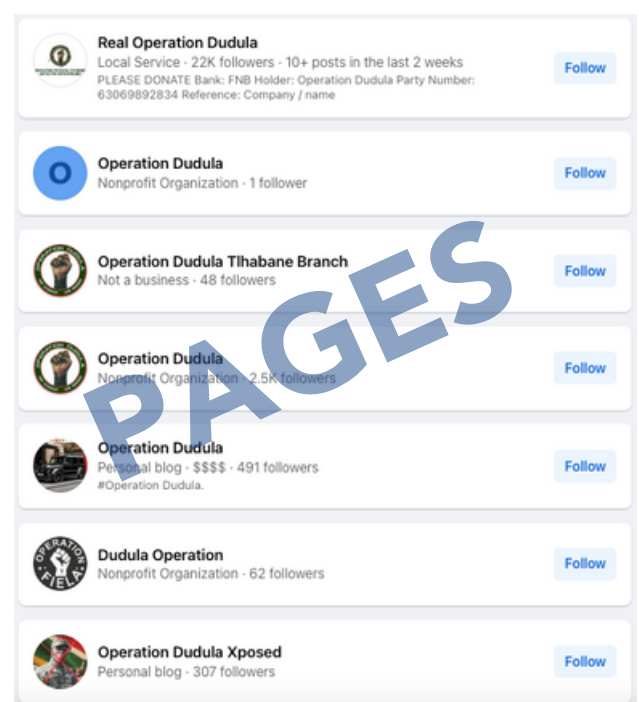 Real Operation Dudula
Local Service · 22K followers · 10+ posts in the last 2 weeks
PLEASE DONATE Bank: FNB Holder: Operation Dudula Party Number:
63069892834 Reference: Company / name
Follow
O
Operation Dudula
Nonprofit Organization · 1 follower
Follow
Operation Dudula Tlhabane Branch
Not a business · 48 followers
Follow
Operation Dudula
Nonprofit Organization · 2.5K followers
Follow
PAGES
Operation Dudula
Personal blog · $$$$ · 491 followers
#Operation Dudula.
Follow
OPERATION
FIELA
Dudula Operation
Nonprofit Organization · 62 followers
Follow
Operation Dudula Xposed
Personal blog · 307 followers
Follow